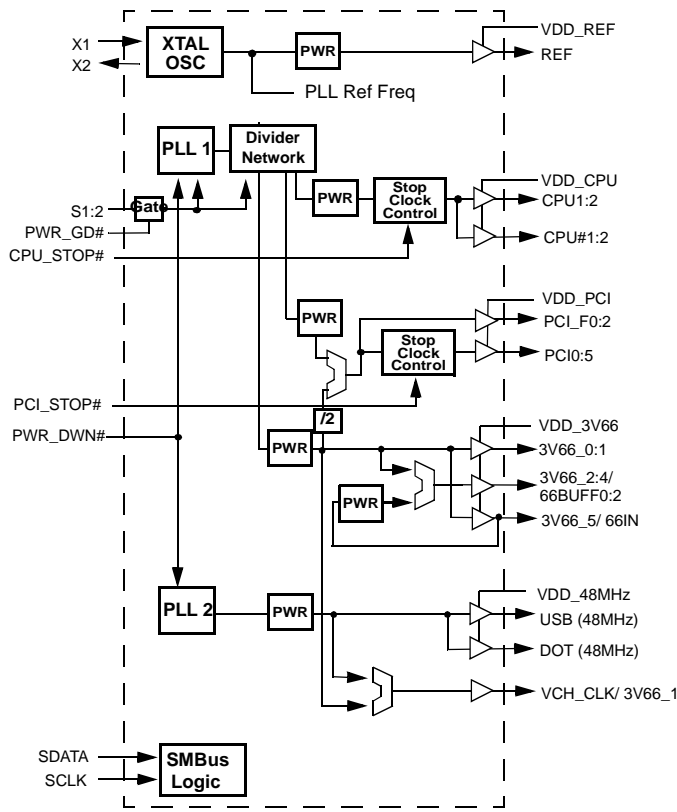 X1
X2
XTAL
OSC
PWR
VDD_REF
REF
PLL Ref Freq
PLL 1
Divider
Network
S1:2
Gate
PWR_GD#
CPU_STOP#
PWR
Stop
Clock
Control
VDD_CPU
CPU1:2
CPU#1:2
PWR
VDD_PCI
PCI_F0:2
Stop
Clock
Control
PCI0:5
PCI_STOP#
/2
PWR_DWN#
PWR
VDD_3V66
3V66_0:1
3V66_2:4/
66BUFF0:2
PWR
3V66_5/ 66IN
PLL 2
PWR
VDD_48MHz
USB (48MHz)
DOT (48MHz)
VCH_CLK/ 3V66_1
SDATA
SCLK
SMBus
Logic